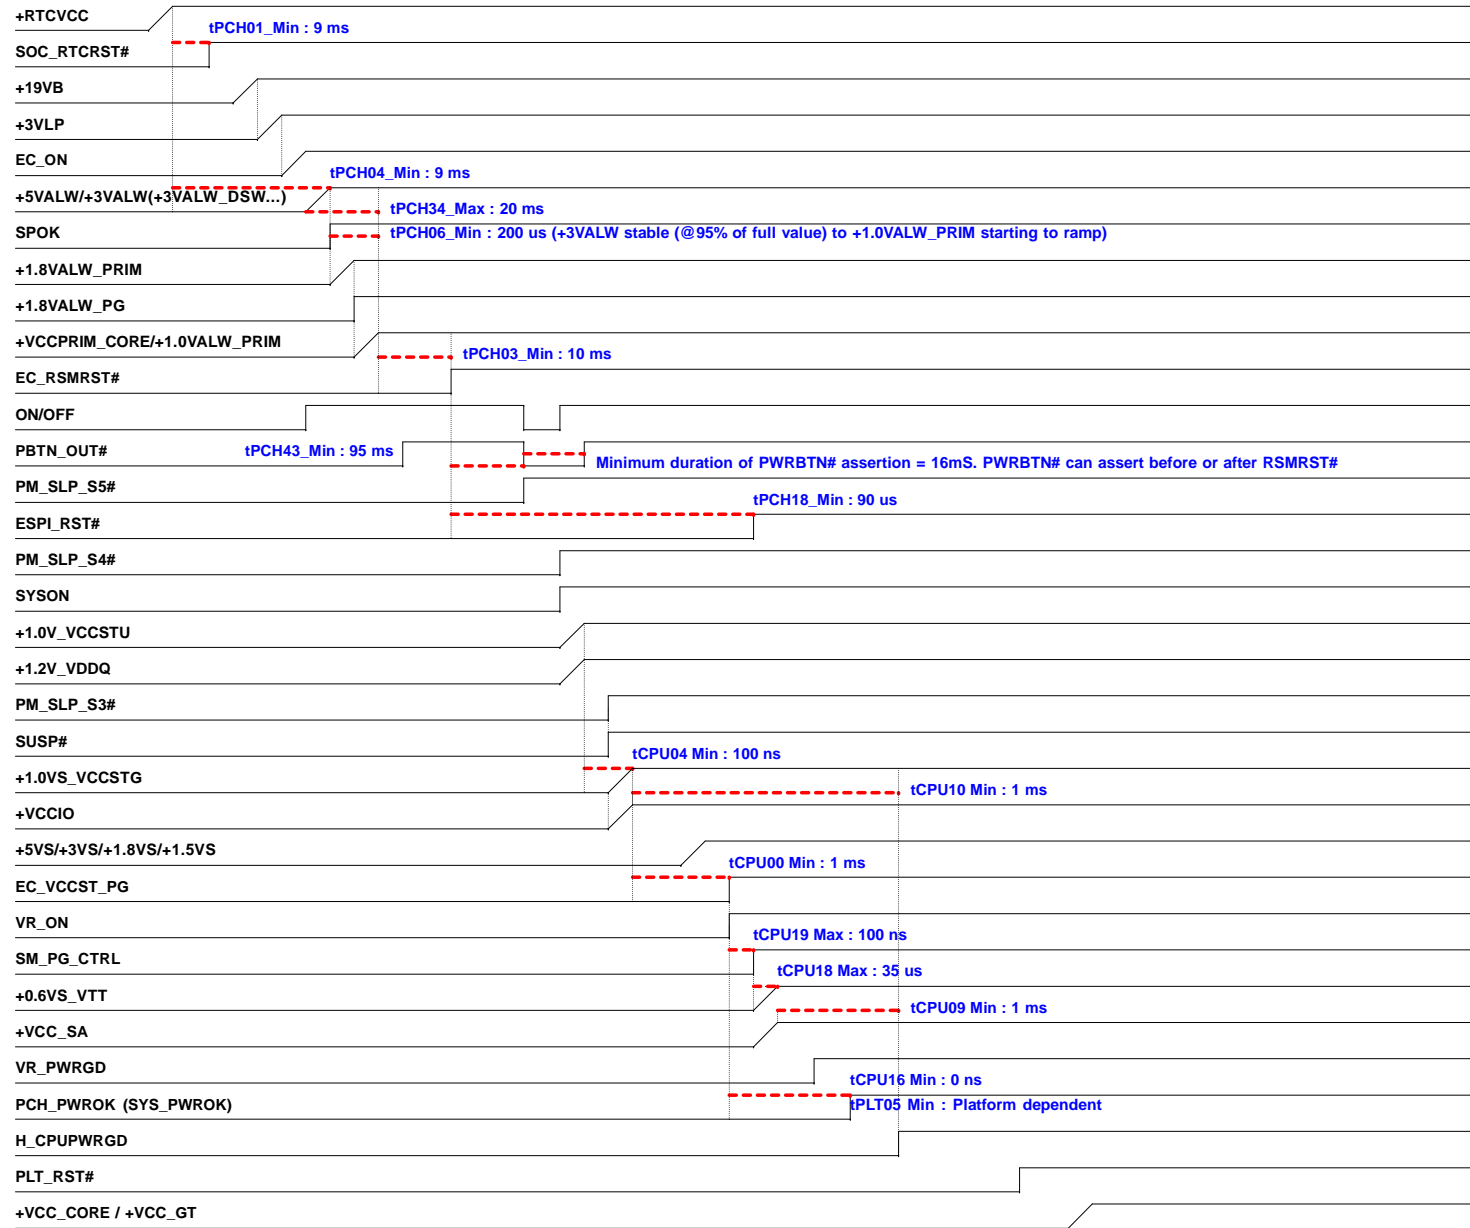 +RTCVCC
tPCH01_Min : 9 ms
SOC_RTCRST#
+19VB
+3VLP
EC_ON
tPCH04_Min : 9 ms
+5VALW/+3VALW(+3VALW_DSW...)
tPCH34_Max : 20 ms
SPOK
tPCH06_Min : 200 us (+3VALW stable (@95% of full value) to +1.0VALW_PRIM starting to ramp)
+1.8VALW_PRIM
+1.8VALW_PG
+VCCPRIM_CORE/+1.0VALW_PRIM
tPCH03_Min : 10 ms
EC_RSMRST#
ON/OFF
PBTN_OUT#
tPCH43_Min : 95 ms
Minimum duration of PWRBTN# assertion = 16mS. PWRBTN# can assert before or after RSMRST#
PM_SLP_S5#
tPCH18_Min : 90 us
ESPI_RST#
PM_SLP_S4#
SYSON
+1.0V_VCCSTU
+1.2V_VDDQ
PM_SLP_S3#
SUSP#
tCPU04 Min : 100 ns
+1.0VS_VCCSTG
tCPU10 Min : 1 ms
+VCCIO
+5VS/+3VS/+1.8VS/+1.5VS
tCPU00 Min : 1 ms
EC_VCCST_PG
VR_ON
tCPU19 Max : 100 ns
SM_PG_CTRL
tCPU18 Max : 35 us
+0.6VS_VTT
tCPU09 Min : 1 ms
+VCC_SA
VR_PWRGD
tCPU16 Min : 0 ns
PCH_PWROK (SYS_PWROK)
tPLT05 Min : Platform dependent
H_CPUPWRGD
PLT_RST#
+VCC_CORE / +VCC_GT